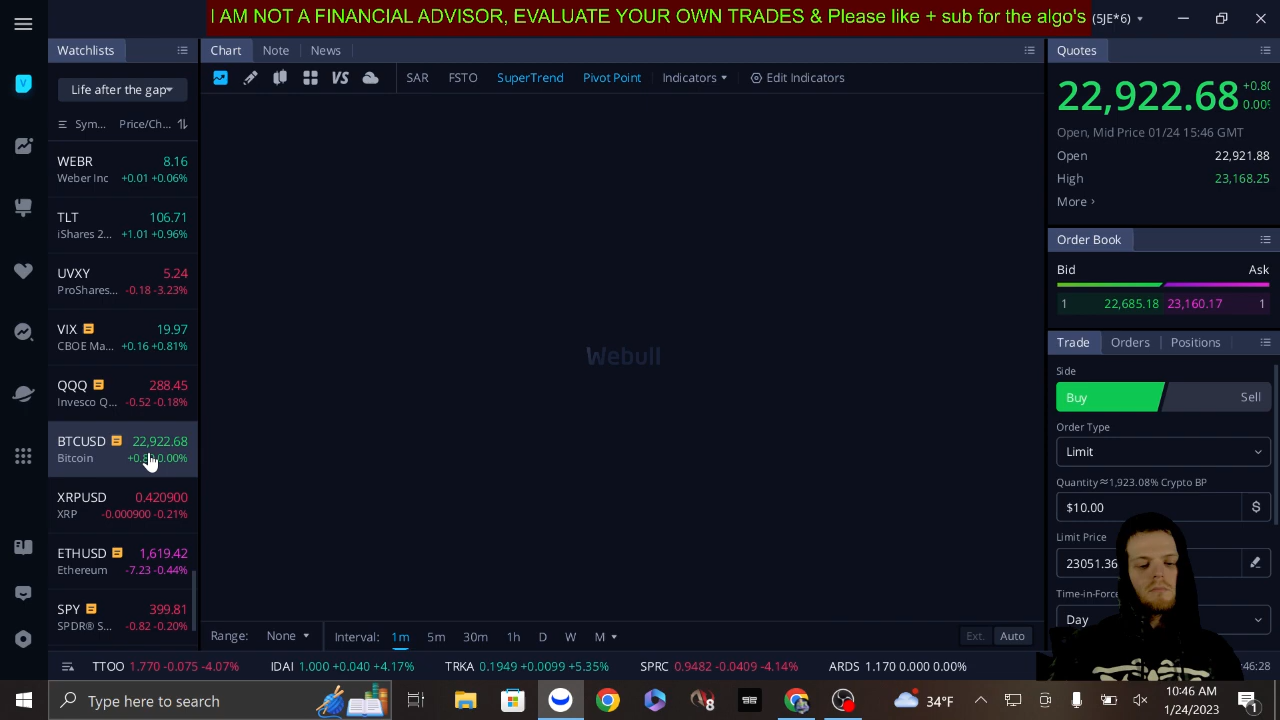 I AM NOT A FINANCIAL ADVISOR, EVALUATE YOUR OWN TRADES & Please like + sub for the algo's
(5JE*6)
Watchlists
Life after the gap
Sym... Price/Ch...
WEBR 8.16
Weber Inc +0.01 +0.06%
TLT 106.71
iShares 2... +1.01 +0.96%
UVXY 5.24
ProShares... -0.18 -3.23%
VIX 19.97
CBOE Ma... +0.16 +0.81%
QQQ 288.45
Invesco Q... -0.52 -0.18%
BTCUSD 22,922.68
Bitcoin 0.00%
XRPUSD 0.420900
XRP -0.000900 -0.21%
ETHUSD 1,619.42
Ethereum -7.23 -0.44%
SPY 399.81
SPDR® S... -0.82 -0.20%
Chart Note News
VS SAR FSTO SuperTrend Pivot Point Indicators Edit Indicators
Webull
Range: None Interval: 1m 5m 30m 1h D W M Ext. Auto
Quotes
22,922.68
Open, Mid Price 01/24 15:46 GMT
Open 22,921.88
High 23,168.25
More
Order Book
Bid Ask
1 22,685.18 23,160.17 1
Trade Orders Positions
Side
Buy Sell
Order Type
Limit
Quantity≈1,923.08% Crypto BP
$10.00 $
Limit Price
23051.36
Time-in-Force
Day
TTOO 1.770 -0.075 -4.07% IDAI 1.000 +0.040 +4.17% TRKA 0.1949 +0.0099 +5.35% SPRC 0.9482 -0.0409 -4.14% ARDS 1.170 0.000 0.00%
:46:28
Type here to search
34°F
10:46 AM
1/24/2023